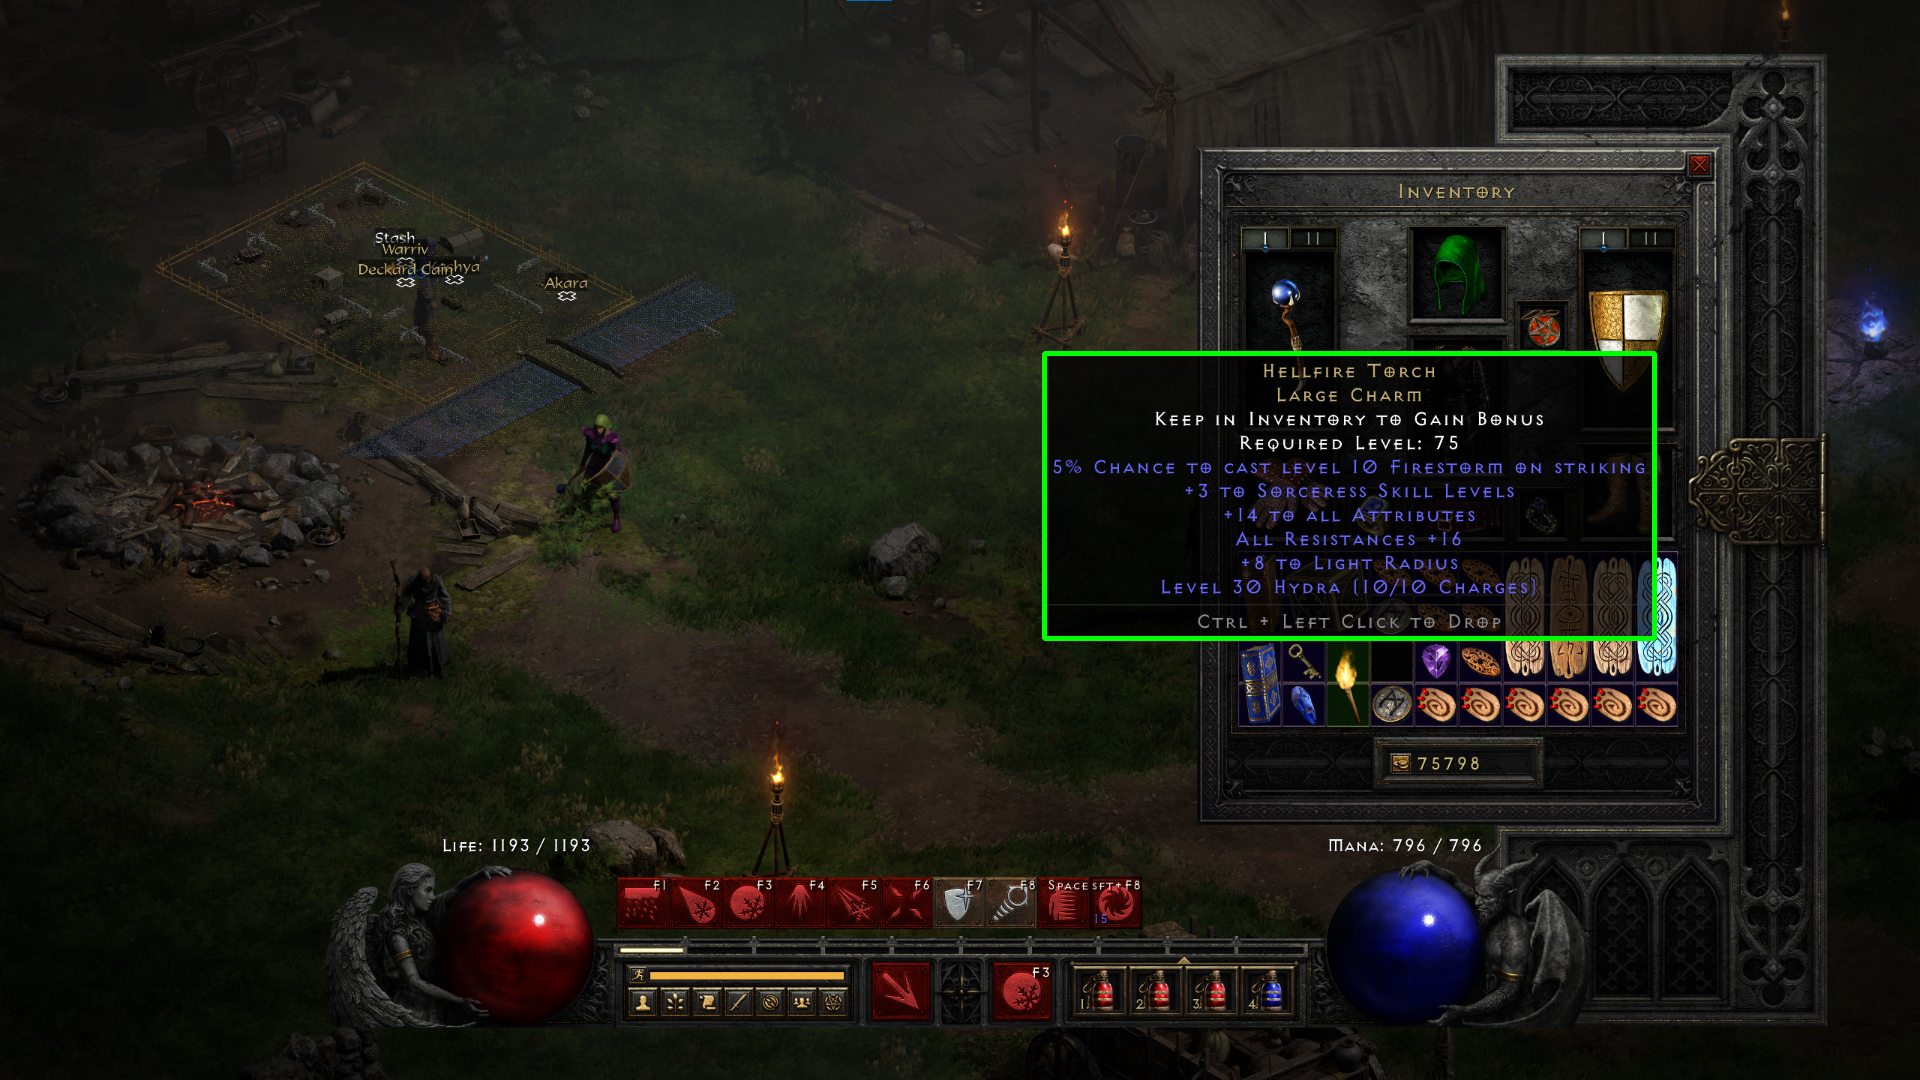 Stash
Warriv
Deckard Cain
Akara
Inventory
I
II
I
II
Hellfire Torch
Large Charm
Keep in Inventory to Gain Bonus
Required Level: 75
5% Chance to cast level 10 Firestorm on striking
+3 to Sorceress Skill Levels
+14 to all Attributes
All Resistances +16
+8 to Light Radius
Level 30 Hydra (10/10 Charges)
Ctrl + Left Click to Drop
75798
Life: 1193 / 1193
Mana: 796 / 796
F1
F2
F3
F4
F5
F6
F7
F8
Space
sft+F8
15
F3
1
2
3
4